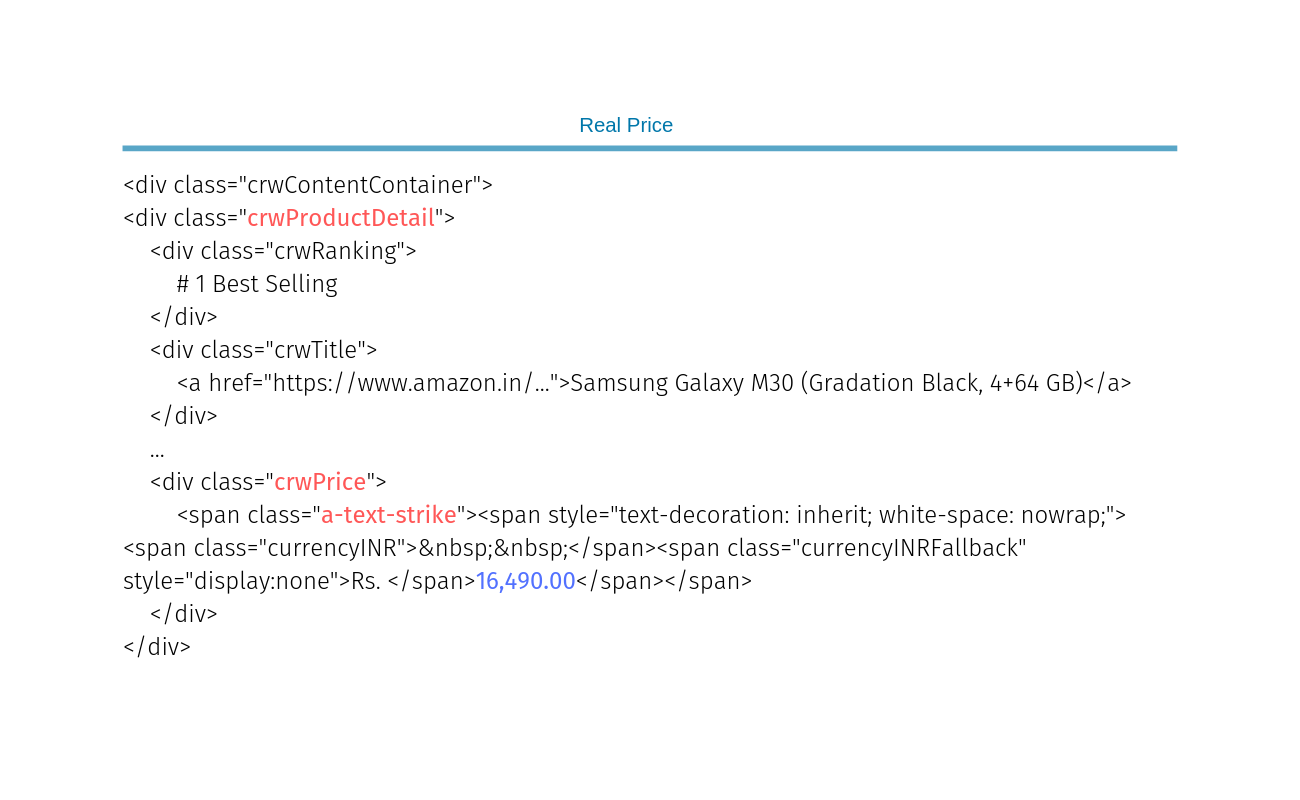 Real Price
<div class="crwContentContainer">
<div class="crwProductDetail">
<div class="crwRanking">
# 1 Best Selling
</div>
<div class="crwTitle">
<a href="https://www.amazon.in/...">Samsung Galaxy M30 (Gradation Black, 4+64 GB)</a>
</div>
...
<div class="crwPrice">
<span class="a-text-strike"><span style="text-decoration: inherit; white-space: nowrap;">
<span class="currencyINR">&nbsp;&nbsp;</span><span class="currencyINRFallback"
style="display:none">Rs. </span>16,490.00</span></span>
</div>
</div>